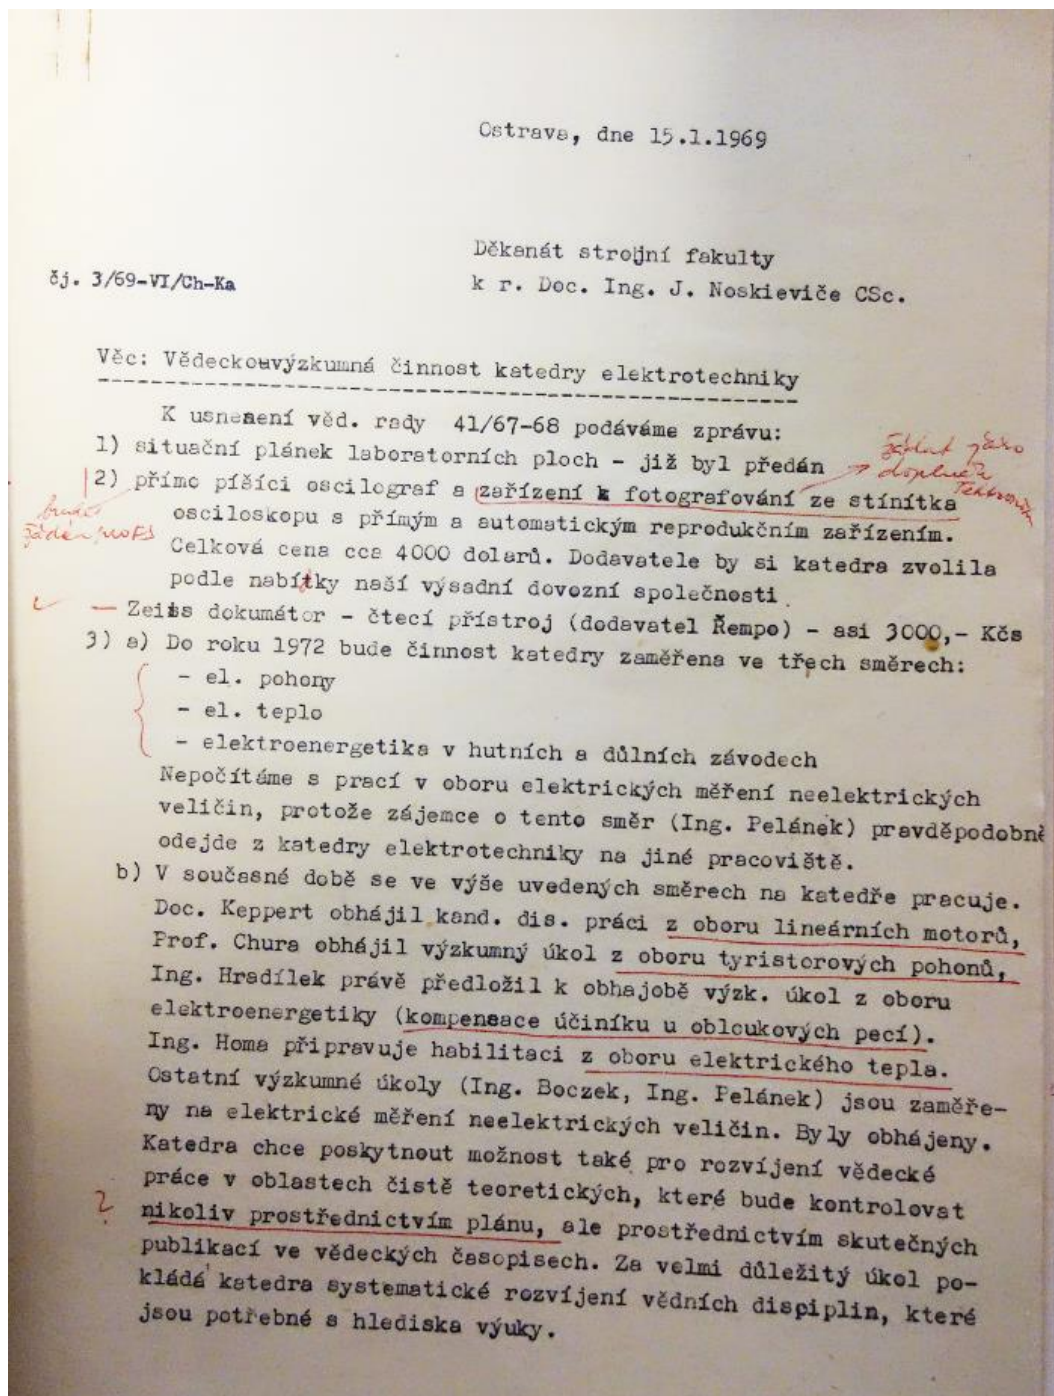 Ostrava, dne 15.1.1969
Děkanát strojní fakulty
čj. 3/69-VI/Ch-Ka
k r. Doc. Ing. J. Noskieviče CSc.
Věc: Vědeckovýzkumná činnost katedry elektrotechniky
K usnesení věd. rady 41/67-68 podáváme zprávu:
1) situační plánek laboratorních ploch - již byl předán
žádat jako
doplněk
2) přímo píšící oscilograf a zařízení k fotografování ze stínítka
osciloskopu s přímým a automatickým reprodukčním zařízením.
Celková cena cca 4000 dolarů. Dodavatele by si katedra zvolila
podle nabítky naší výsadní dovozní společnosti.
- Zeiss dokumátor - čtecí přístroj (dodavatel Řempo) - asi 3000,- Kčs
3) a) Do roku 1972 bude činnost katedry zaměřena ve třech směrech:
- el. pohony
- el. teplo
- elektroenergetika v hutních a důlních závodech
Nepočítáme s prací v oboru elektrických měření neelektrických
veličin, protože zájemce o tento směr (Ing. Pelánek) pravděpodobně
odejde z katedry elektrotechniky na jiné pracoviště.
b) V současné době se ve výše uvedených směrech na katedře pracuje.
Doc. Keppert obhájil kand. dis. práci z oboru lineárních motorů,
Prof. Chura obhájil výzkumný úkol z oboru tyristorových pohonů,
Ing. Hradílek právě předložil k obhajobě výzk. úkol z oboru
elektroenergetiky (kompensace účiníku u obloukových pecí).
Ing. Homa připravuje habilitaci z oboru elektrického tepla.
Ostatní výzkumné úkoly (Ing. Boczek, Ing. Pelánek) jsou zaměře-
ny na elektrické měření neelektrických veličin. Byly obhájeny.
Katedra chce poskytnout možnost také pro rozvíjení vědecké
práce v oblastech čistě teoretických, které bude kontrolovat
? nikoliv prostřednictvím plánu, ale prostřednictvím skutečných
publikací ve vědeckých časopisech. Za velmi důležitý úkol po-
kládá katedra systematické rozvíjení vědních disciplin, které
jsou potřebné s hlediska výuky.